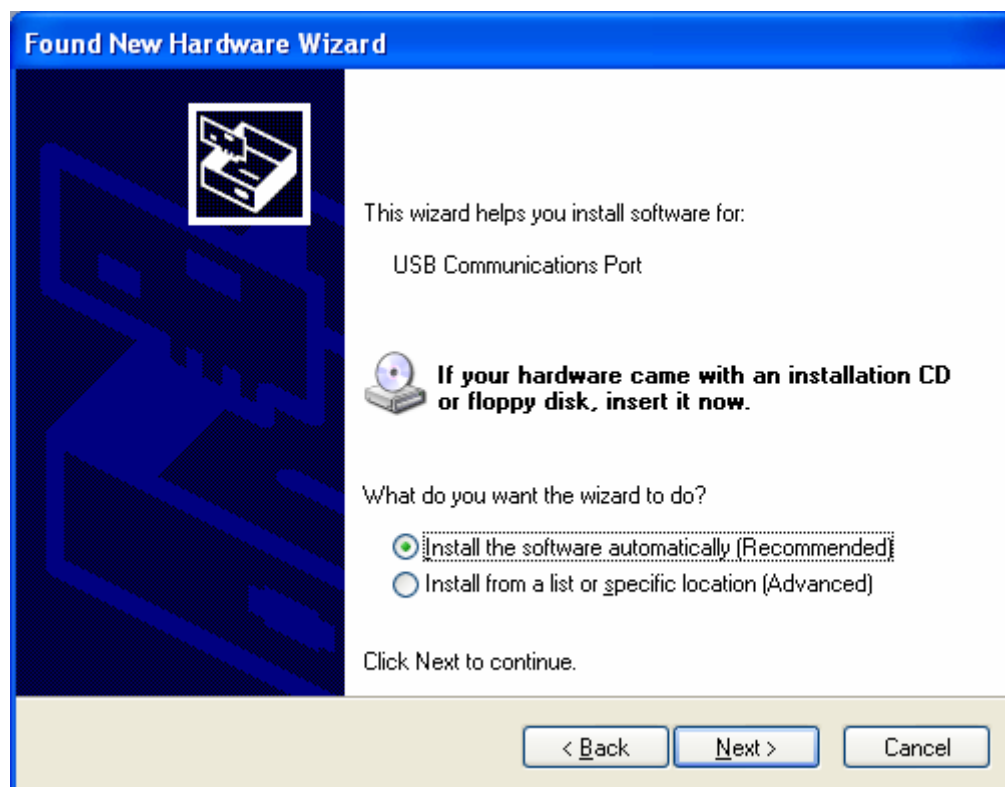 Found New Hardware Wizard
This wizard helps you install software for:
USB Communications Port
If your hardware came with an installation CD
or floppy disk, insert it now.
What do you want the wizard to do?
Install the software automatically (Recommended)
Install from a list or specific location (Advanced)
Click Next to continue.
< Back Next > Cancel